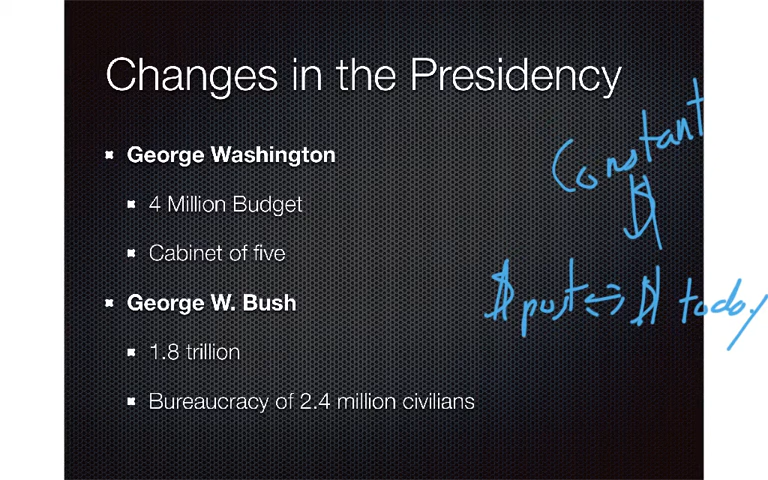 Changes in the Presidency
George Washington
4 Million Budget
Cabinet of five
George W. Bush
1.8 trillion
Bureaucracy of 2.4 million civilians
Constant
$
$ past ⇔ $ today